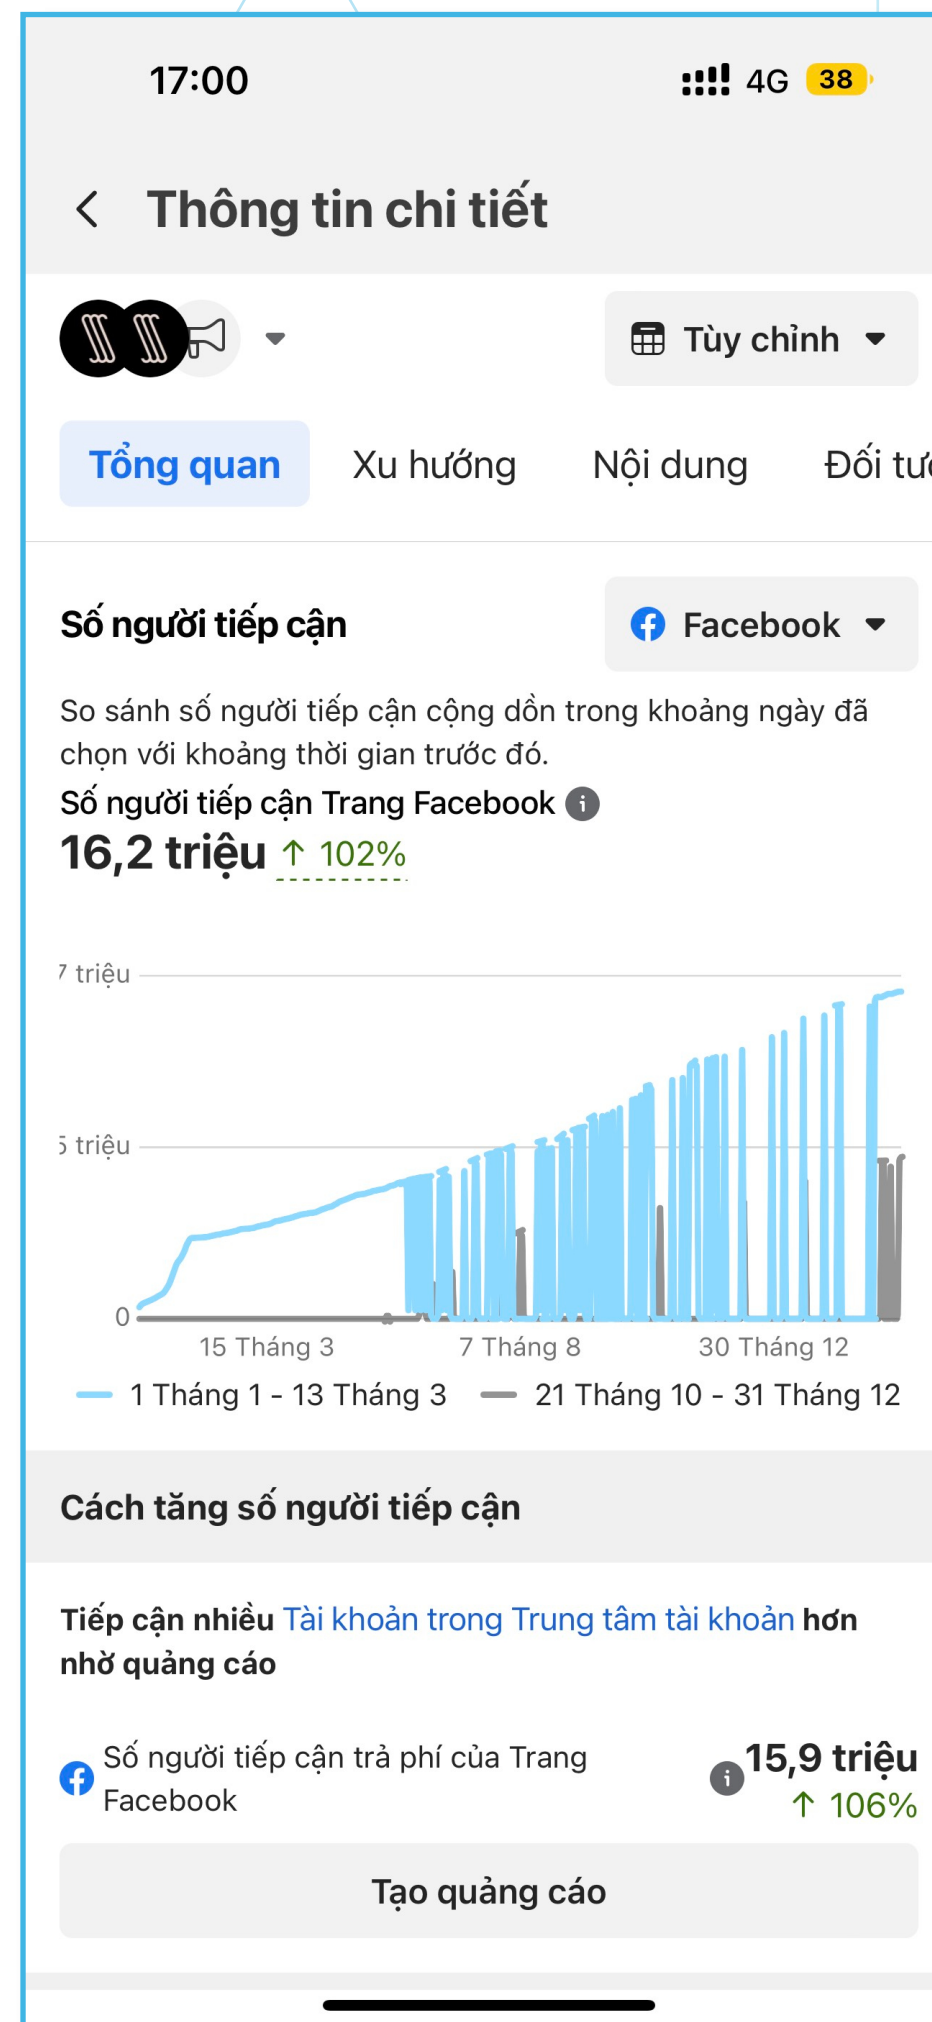 17:00 4G 38
Thông tin chi tiết
Tùy chỉnh
Tổng quan Xu hướng Nội dung Đối
Số người tiếp cận Facebook
So sánh số người tiếp cận cộng dồn trong khoảng ngày đã
chọn với khoảng thời gian trước đó.
Số người tiếp cận Trang Facebook
16,2 triệu ↑ 102%
7 triệu
5 triệu
0
15 Tháng 3 7 Tháng 8 30 Tháng 12
1 Tháng 1 - 13 Tháng 3 21 Tháng 10 - 31 Tháng 12
Cách tăng số người tiếp cận
Tiếp cận nhiều Tài khoản trong Trung tâm tài khoản hơn
nhờ quảng cáo
Số người tiếp cận trả phí của Trang
Facebook
15,9 triệu
↑ 106%
Tạo quảng cáo